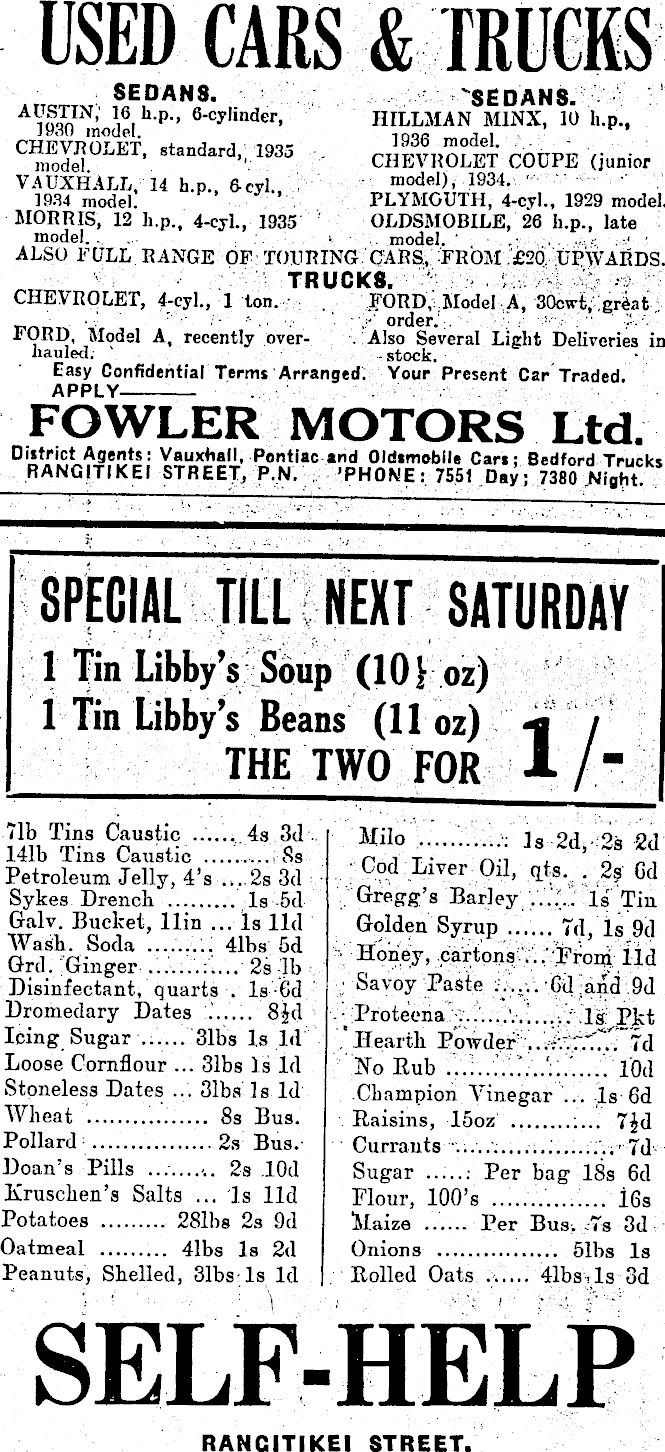 USED CARS & TRUCKS
SEDANS.
AUSTIN, 16 h.p., 6-cylinder,
1930 model.
CHEVROLET, standard, 1935
model.
VAUXHALL, 14 h.p., 6-cyl.,
1934 model.
MORRIS, 12 h.p., 4-cyl., 1935
model.
SEDANS.
HILLMAN MINX, 10 h.p.,
1936 model.
CHEVROLET COUPE (junior
model), 1934.
PLYMOUTH, 4-cyl., 1929 model.
OLDSMOBILE, 26 h.p., late
model.
ALSO FULL RANGE OF TOURING CARS, FROM £20 UPWARDS.
TRUCKS.
CHEVROLET, 4-cyl., 1 ton.
FORD, Model A, recently over-
hauled.
FORD, Model A, 30cwt, great
order.
Also Several Light Deliveries in
stock.
Easy Confidential Terms Arranged. Your Present Car Traded.
APPLY———
FOWLER MOTORS Ltd.
District Agents: Vauxhall, Pontiac and Oldsmobile Cars; Bedford Trucks
RANGITIKEI STREET, P.N. 'PHONE: 7551 Day; 7380 Night.
SPECIAL TILL NEXT SATURDAY
1 Tin Libby's Soup (10½ oz)
1 Tin Libby's Beans (11 oz)
THE TWO FOR 1/-
7lb Tins Caustic ...... 4s 3d
14lb Tins Caustic ......... 8s
Petroleum Jelly, 4's ... 2s 3d
Sykes Drench ......... 1s 5d
Galv. Bucket, 11in ... 1s 11d
Wash. Soda ......... 4lbs 5d
Grd. Ginger ............ 2s lb
Disinfectant, quarts . 1s 6d
Dromedary Dates ...... 8½d
Icing Sugar ...... 3lbs 1s 1d
Loose Cornflour ... 3lbs 1s 1d
Stoneless Dates ... 3lbs 1s 1d
Wheat ............... 8s Bus.
Pollard ............... 2s Bus.
Doan's Pills ......... 2s 10d
Kruschen's Salts ... 1s 11d
Potatoes ......... 28lbs 2s 9d
Oatmeal ......... 4lbs 1s 2d
Peanuts, Shelled, 3lbs 1s 1d
Milo ............ 1s 2d, 2s 2d
Cod Liver Oil, qts. . 2s 6d
Gregg's Barley ...... 1s Tin
Golden Syrup ...... 7d, 1s 9d
Honey, cartons ... From 11d
Savoy Paste ...... 6d and 9d
Proteena ............... 1s Pkt
Hearth Powder ............ 7d
No Rub ..................... 10d
Champion Vinegar ... 1s 6d
Raisins, 15oz ............ 7½d
Currants ..................... 7d
Sugar ...... Per bag 18s 6d
Flour, 100's ............... 16s
Maize ...... Per Bus. 7s 3d
Onions ............... 5lbs 1s
Rolled Oats ...... 4lbs 1s 3d
SELF-HELP
RANGITIKEI STREET.